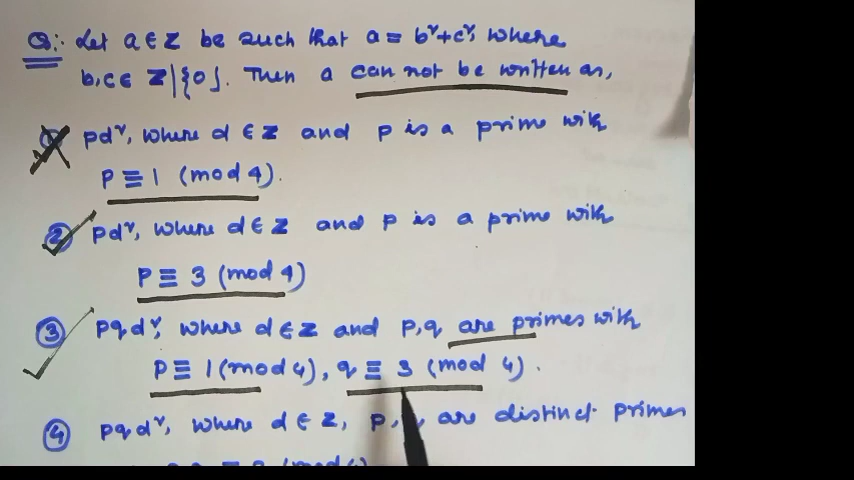 Q:- Let a ∈ Z be such that a = b²+c², where
b,c ∈ Z\{0}. Then a can not be written as,
① pd², where d ∈ Z and p is a prime with
p ≡ 1 (mod 4).
② pd², where d ∈ Z and p is a prime with
p ≡ 3 (mod 4)
③ pqd², where d ∈ Z and p,q are primes with
p ≡ 1 (mod 4), q ≡ 3 (mod 4).
④ pqd², where d ∈ Z, p, are distinct primes